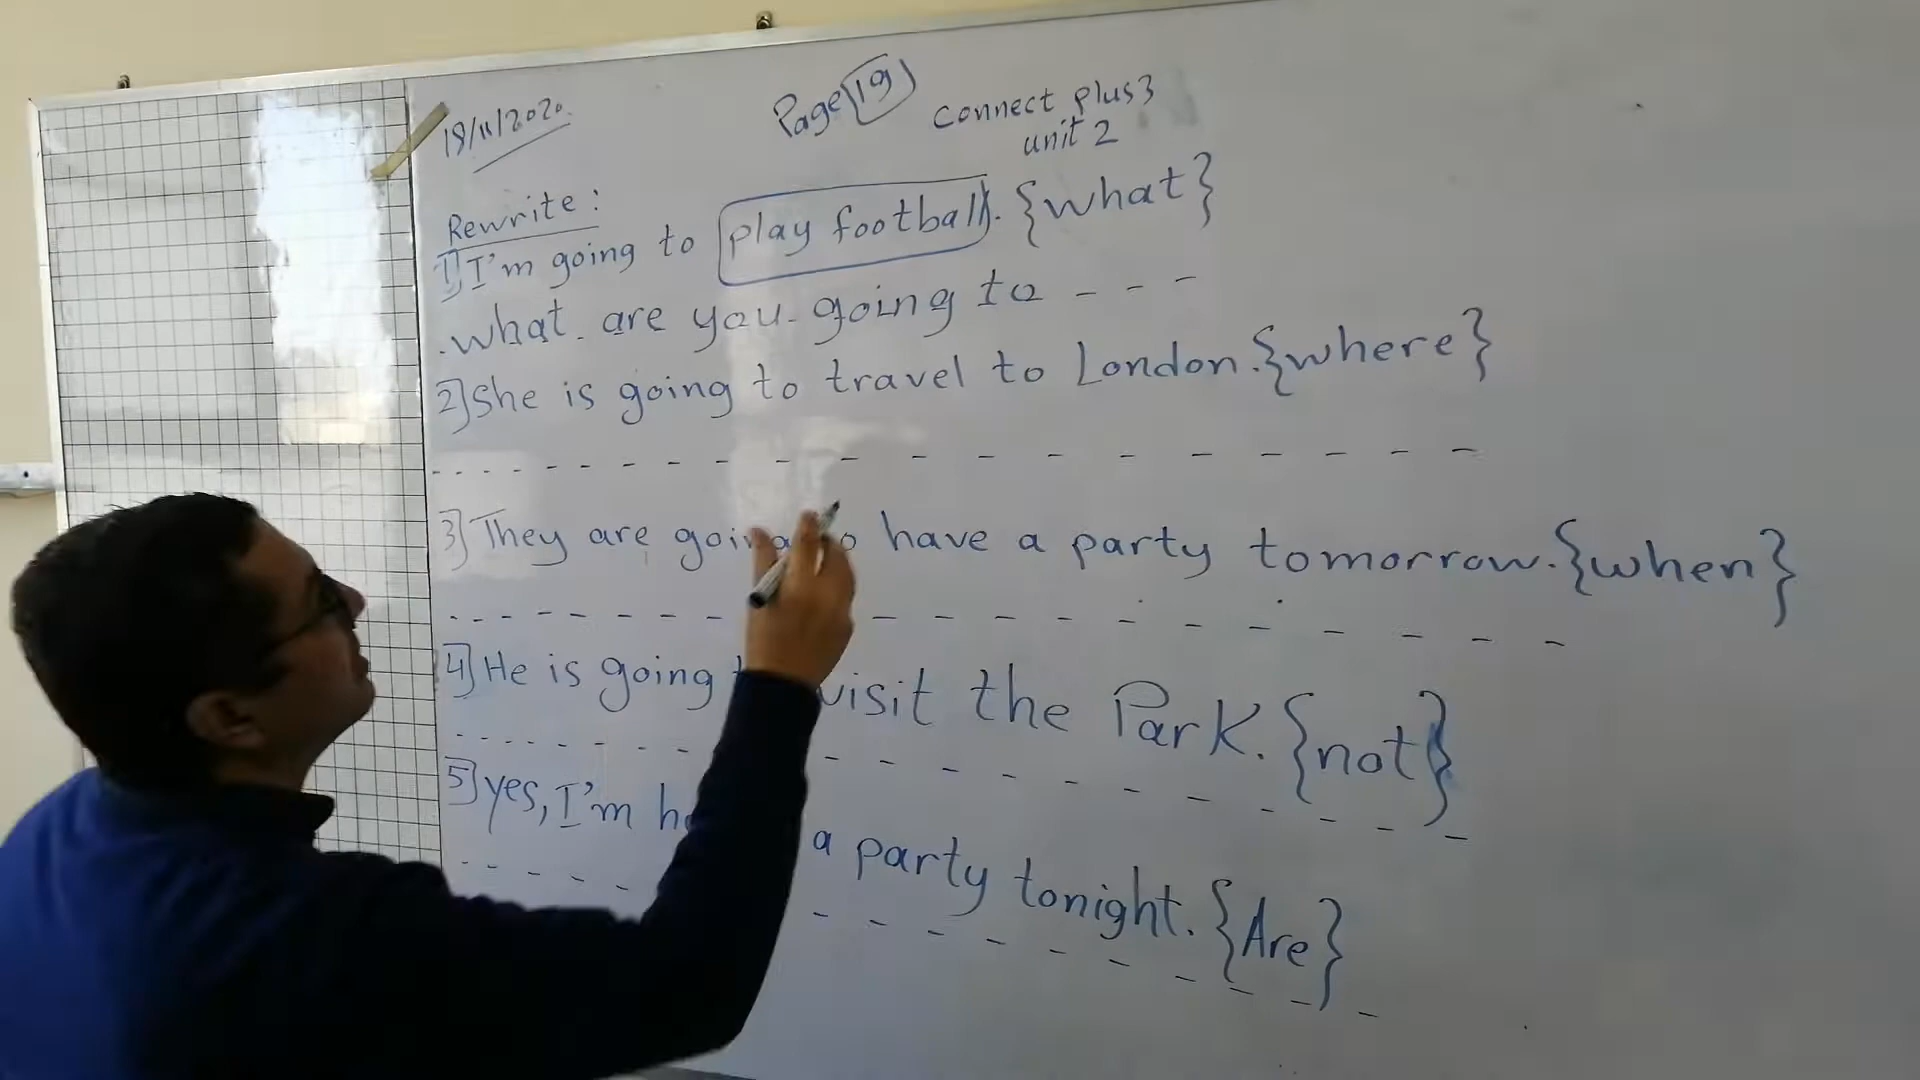 18/11/2020.
Page 19
Connect plus 3
unit 2
Rewrite:
1] I'm going to play football. {what}
what are you going to - - -
2] She is going to travel to London. {where}
3] They are going to have a party tomorrow. {when}
4] He is going visit the Park. {not}
5] yes, I'm a party tonight. {Are}